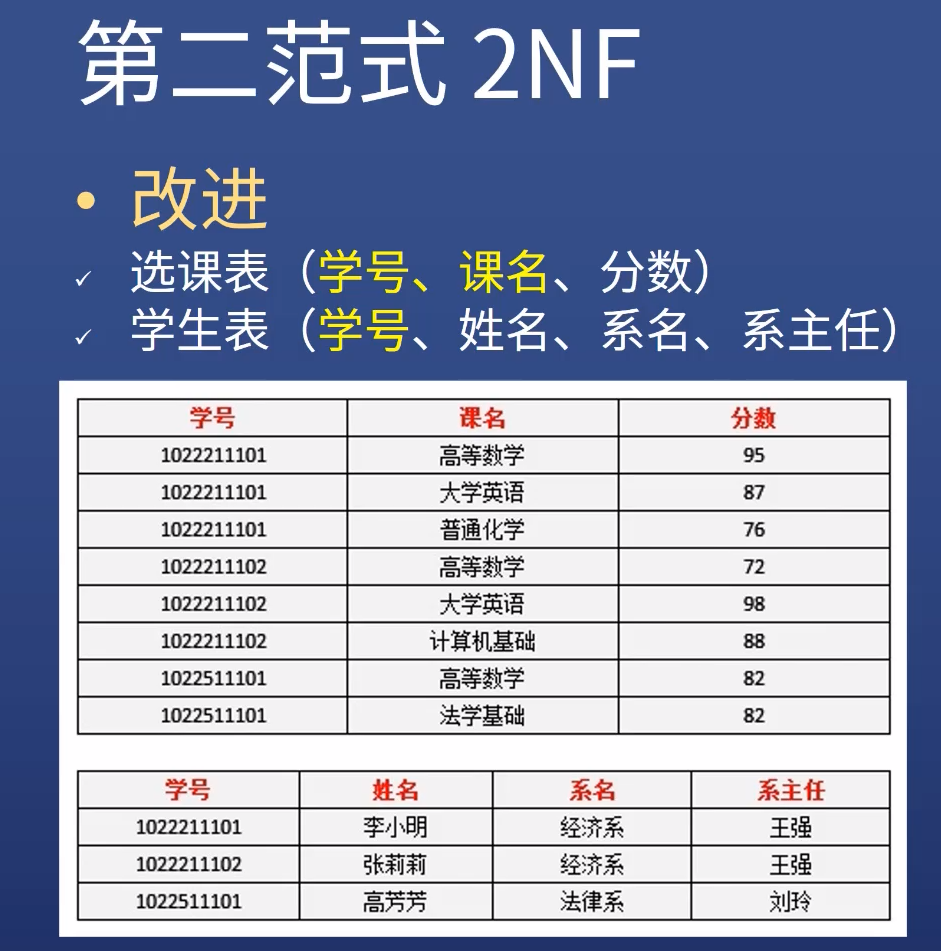 第二范式 2NF
• 改进
✓ 选课表（学号、课名、分数）
✓ 学生表（学号、姓名、系名、系主任）
学号 课名 分数
1022211101 高等数学 95
1022211101 大学英语 87
1022211101 普通化学 76
1022211102 高等数学 72
1022211102 大学英语 98
1022211102 计算机基础 88
1022511101 高等数学 82
1022511101 法学基础 82
学号 姓名 系名 系主任
1022211101 李小明 经济系 王强
1022211102 张莉莉 经济系 王强
1022511101 高芳芳 法律系 刘玲